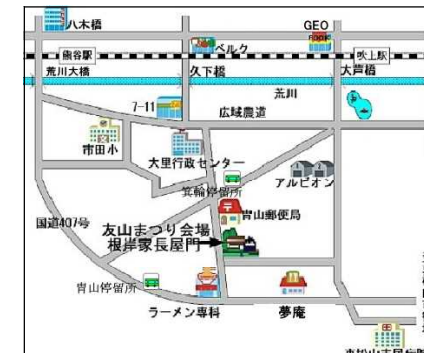 八木橋
GEO
ベルク
熊谷駅
吹上駅
荒川大橋
久下橋
大芦橋
荒川
7-11
広域農道
市田小
大里行政センター
アルビオン
箕輪停留所
冑山郵便局
国道407号
友山まつり会場
根岸家長屋門
冑山停留所
ラーメン専科
夢庵